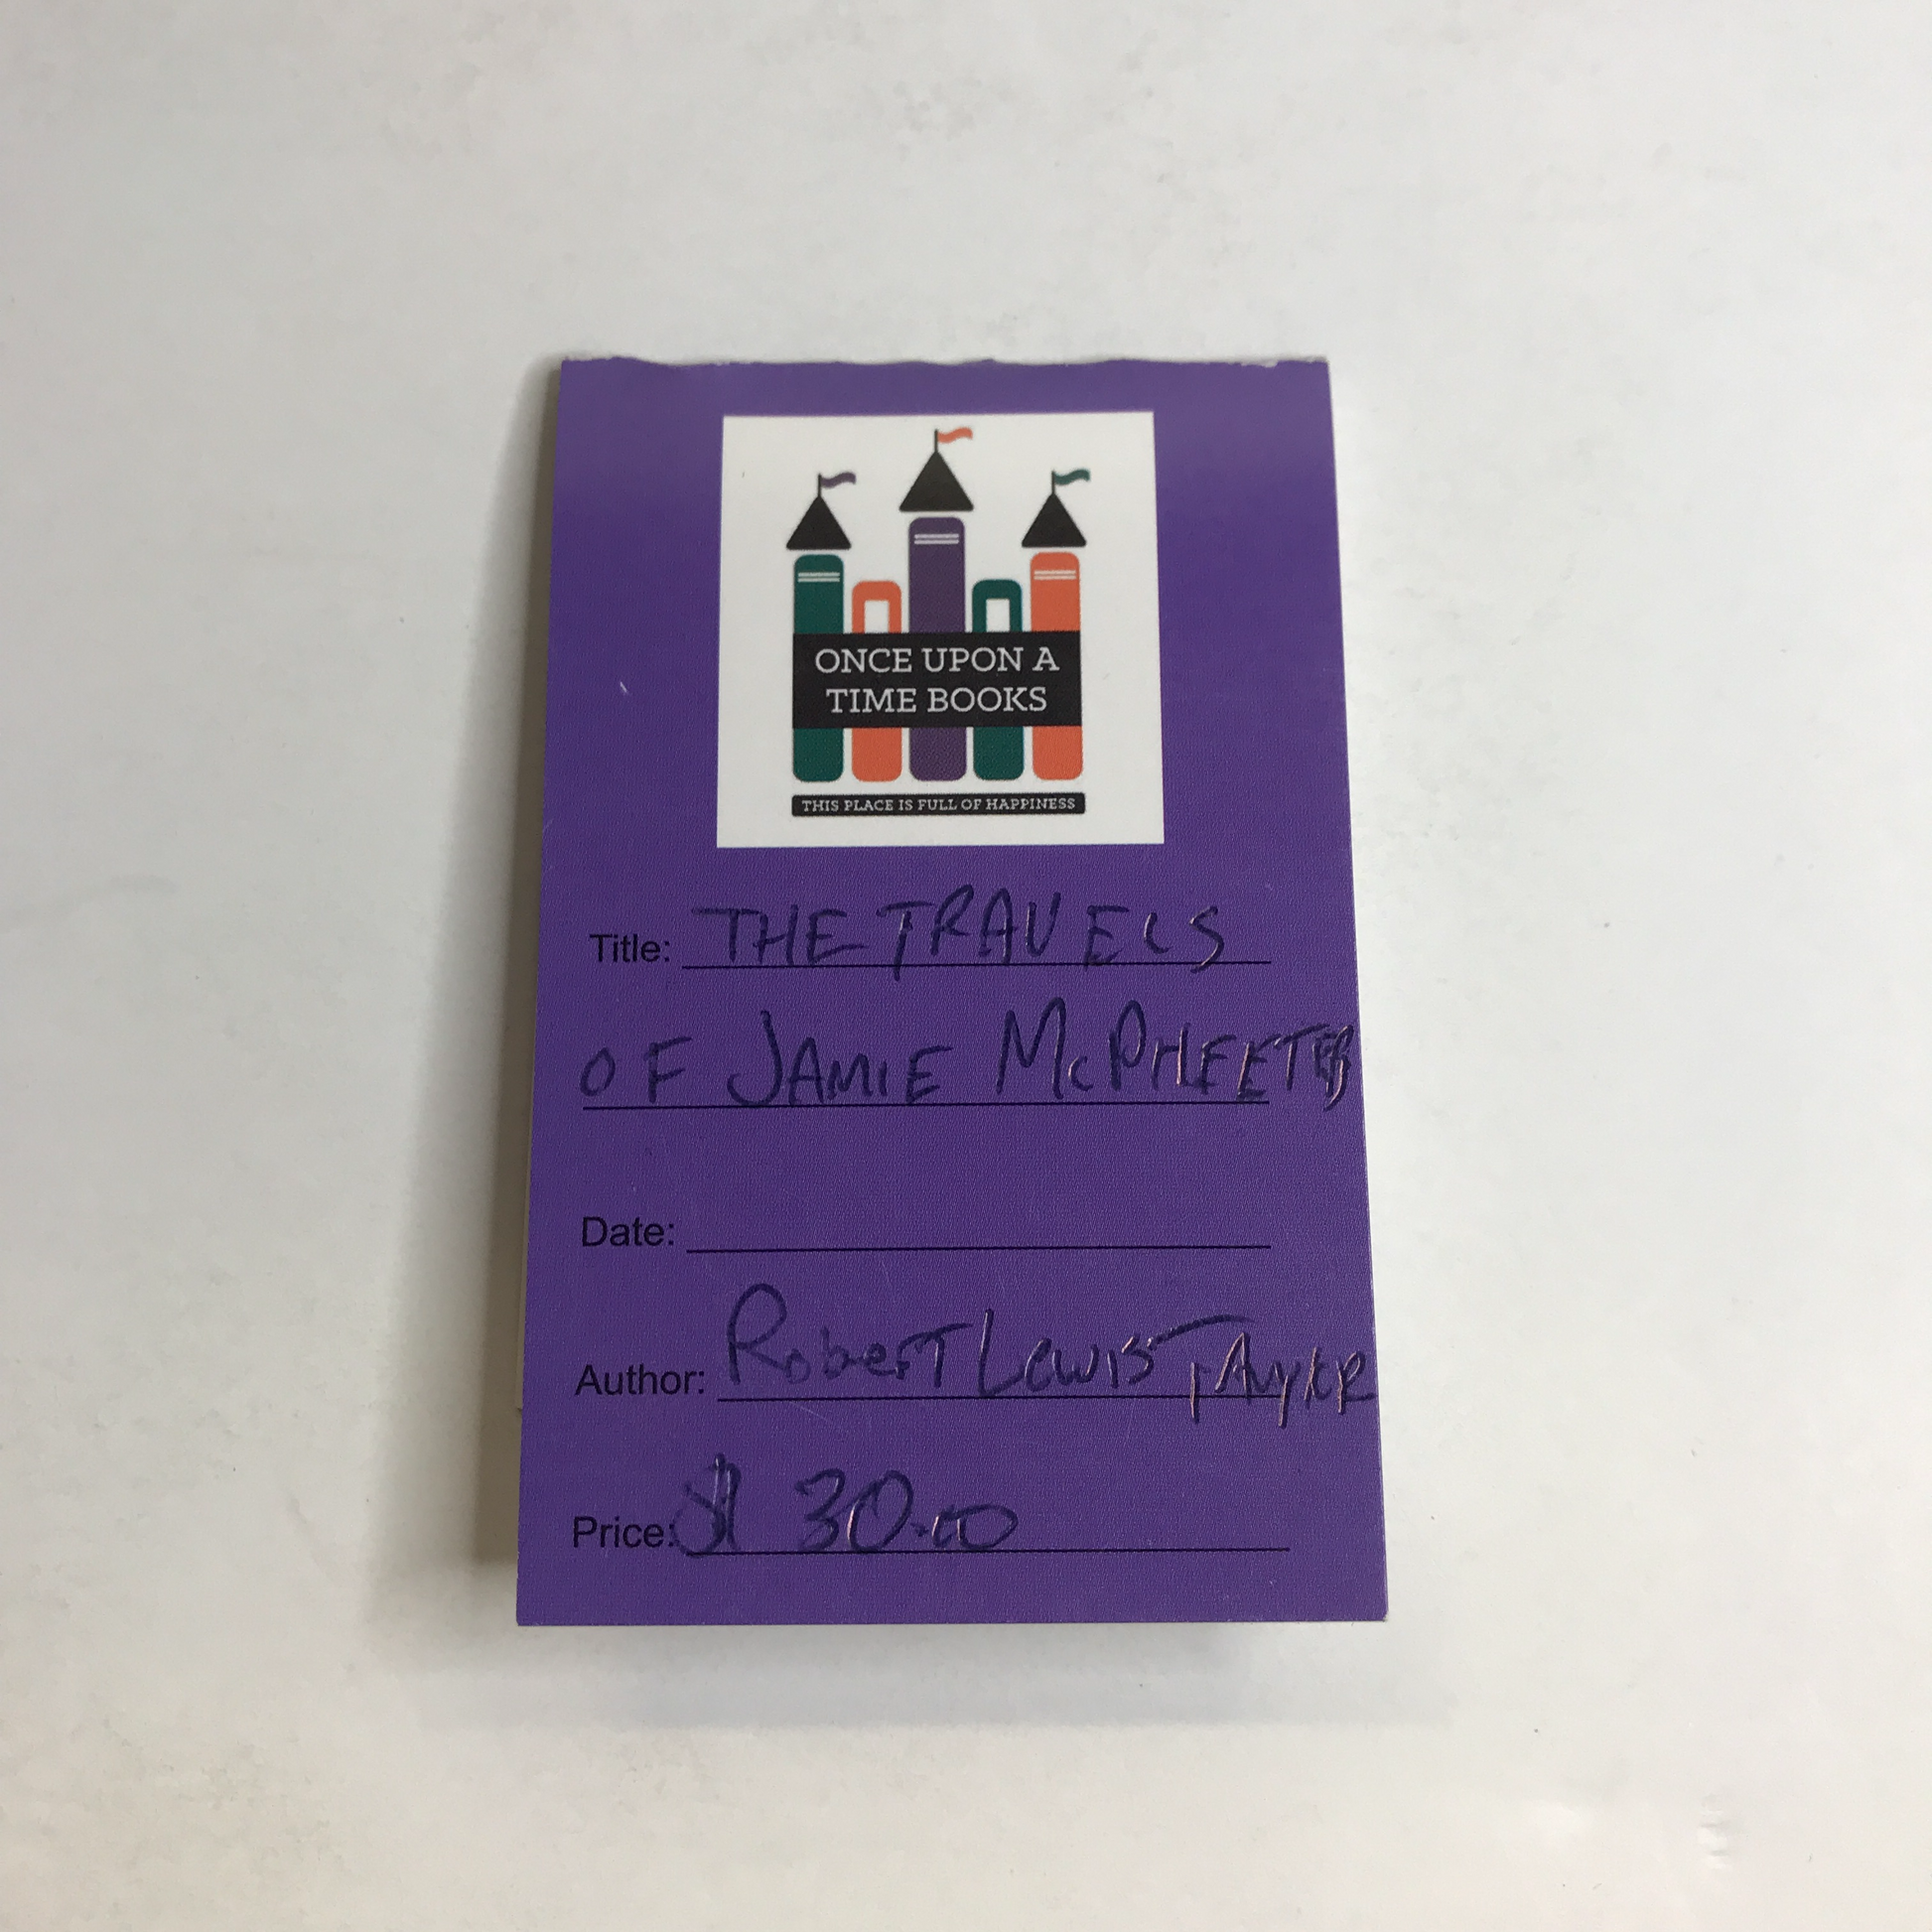 ONCE UPON A
TIME BOOKS
THIS PLACE IS FULL OF HAPPINESS
Title: THE TRAVELS
OF JAMIE McPHEETERS
Date:
Author: Robert Lewis TAylor
Price: $ 30.00